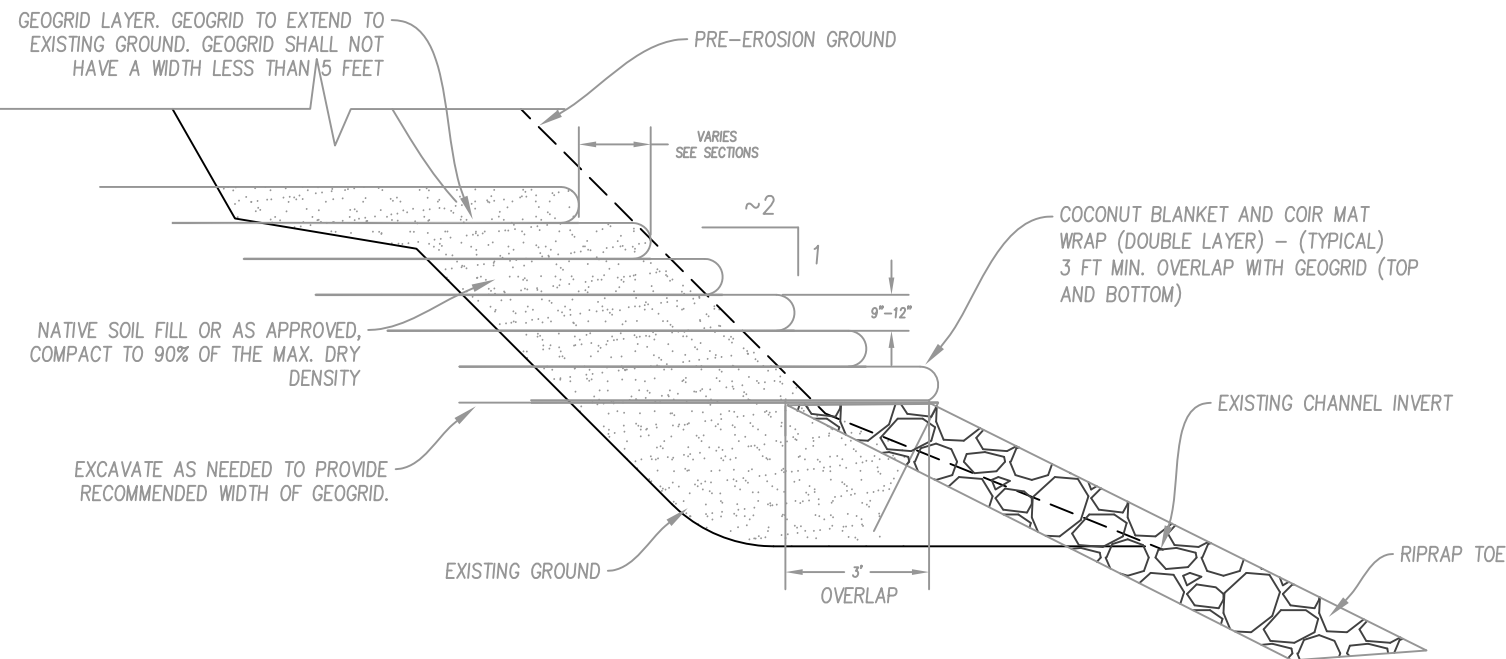 GEOGRID LAYER. GEOGRID TO EXTEND TO
EXISTING GROUND. GEOGRID SHALL NOT
HAVE A WIDTH LESS THAN 5 FEET
PRE-EROSION GROUND
VARIES
SEE SECTIONS
~2
1
COCONUT BLANKET AND COIR MAT
WRAP (DOUBLE LAYER) - (TYPICAL)
3 FT MIN. OVERLAP WITH GEOGRID (TOP
AND BOTTOM)
9"-12"
NATIVE SOIL FILL OR AS APPROVED,
COMPACT TO 90% OF THE MAX. DRY
DENSITY
EXISTING CHANNEL INVERT
EXCAVATE AS NEEDED TO PROVIDE
RECOMMENDED WIDTH OF GEOGRID.
RIPRAP TOE
EXISTING GROUND
3'
OVERLAP